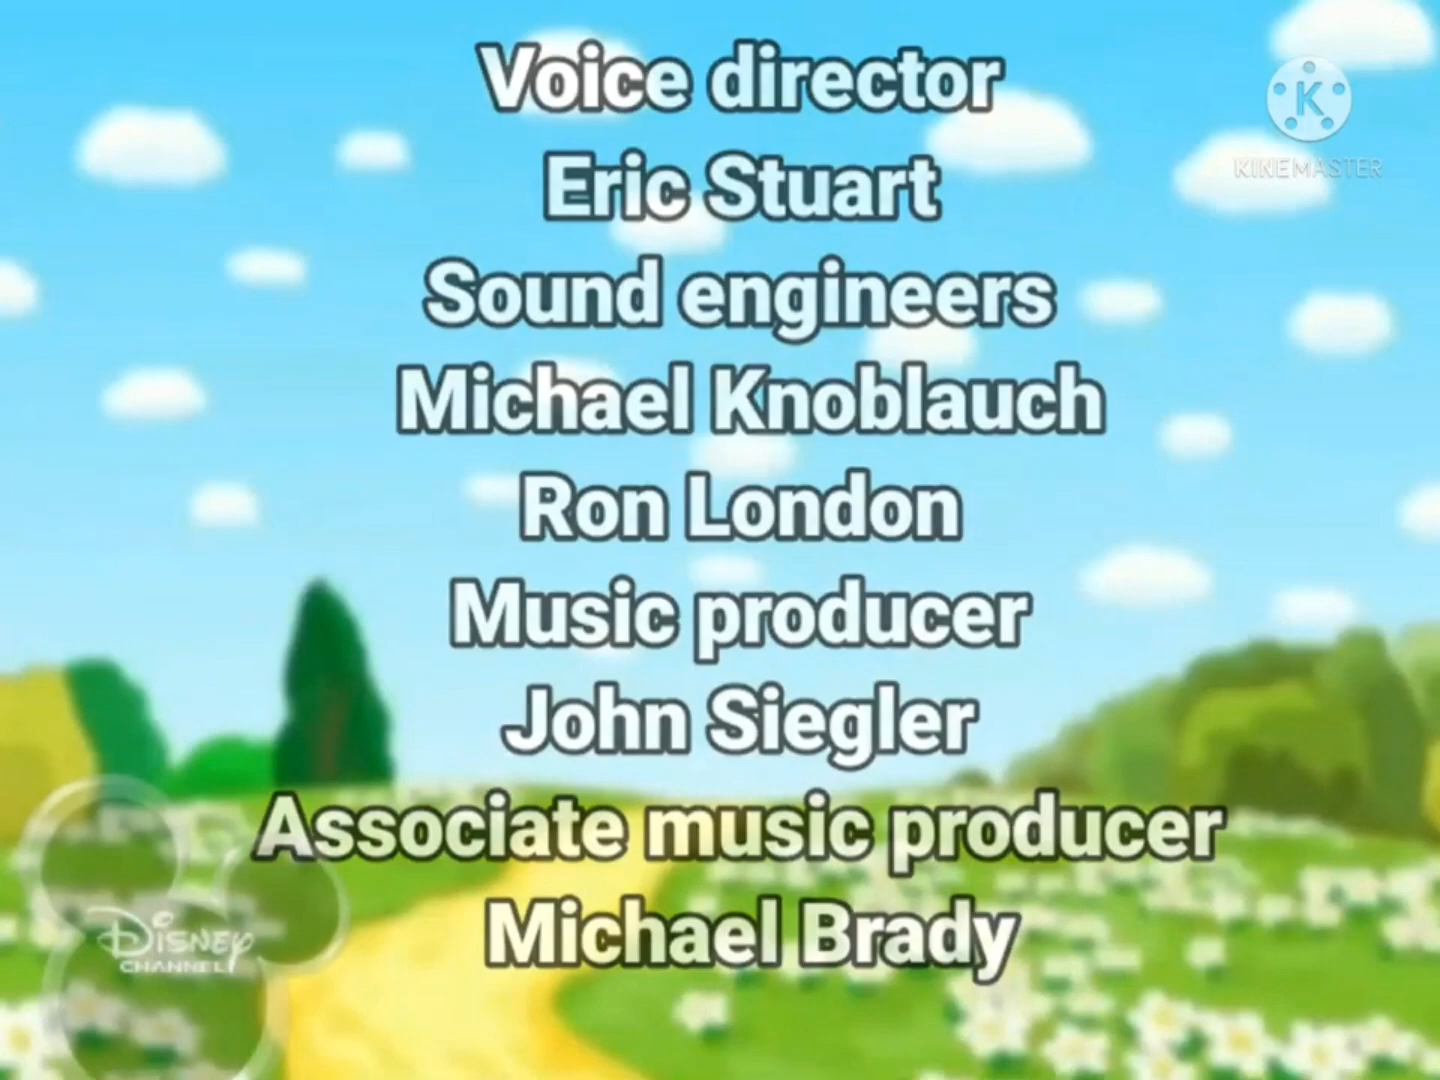 Voice director
Eric Stuart
Sound engineers
Michael Knoblauch
Ron London
Music producer
John Siegler
Associate music producer
Michael Brady
K
KINEMASTER
DISNEY
CHANNEL